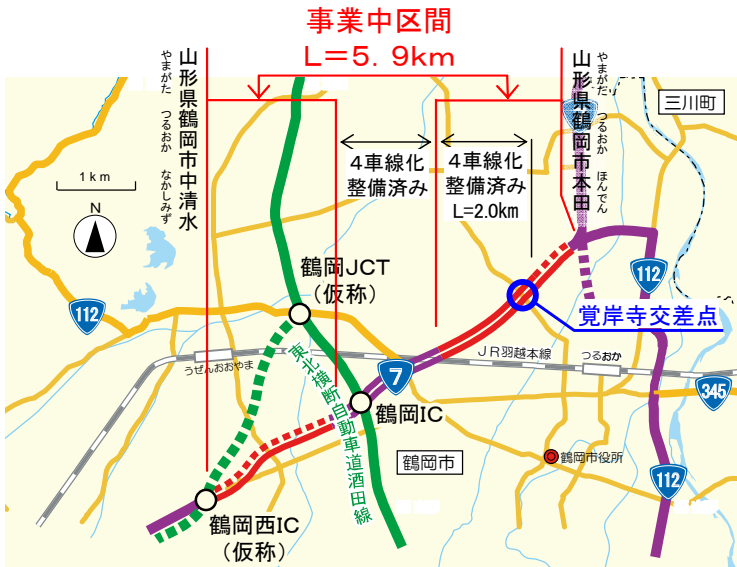 事業中区間
L=5.9km
山形県鶴岡市中清水
やまがた つるおか なかしみず
山形県鶴岡市本田
やまがだ つるおか ほんでん
三川町
4車線化
整備済み
4車線化
整備済み
L=2.0km
1km
N
鶴岡JCT
(仮称)
112
112
覚岸寺交差点
JR羽越本線
つるおか
うぜんおおやま
7
345
東北横断自動車道酒田線
鶴岡IC
鶴岡市
鶴岡市役所
112
鶴岡西IC
(仮称)